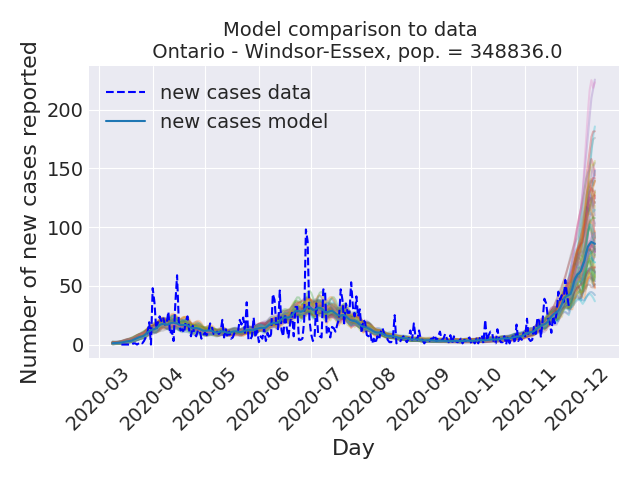 Model comparison to data
Ontario - Windsor-Essex, pop. = 348836.0
Number of new cases reported
200
150
100
50
0
new cases data
new cases model
2020-03
2020-04
2020-05
2020-06
2020-07
2020-08
2020-09
2020-10
2020-11
2020-12
Day